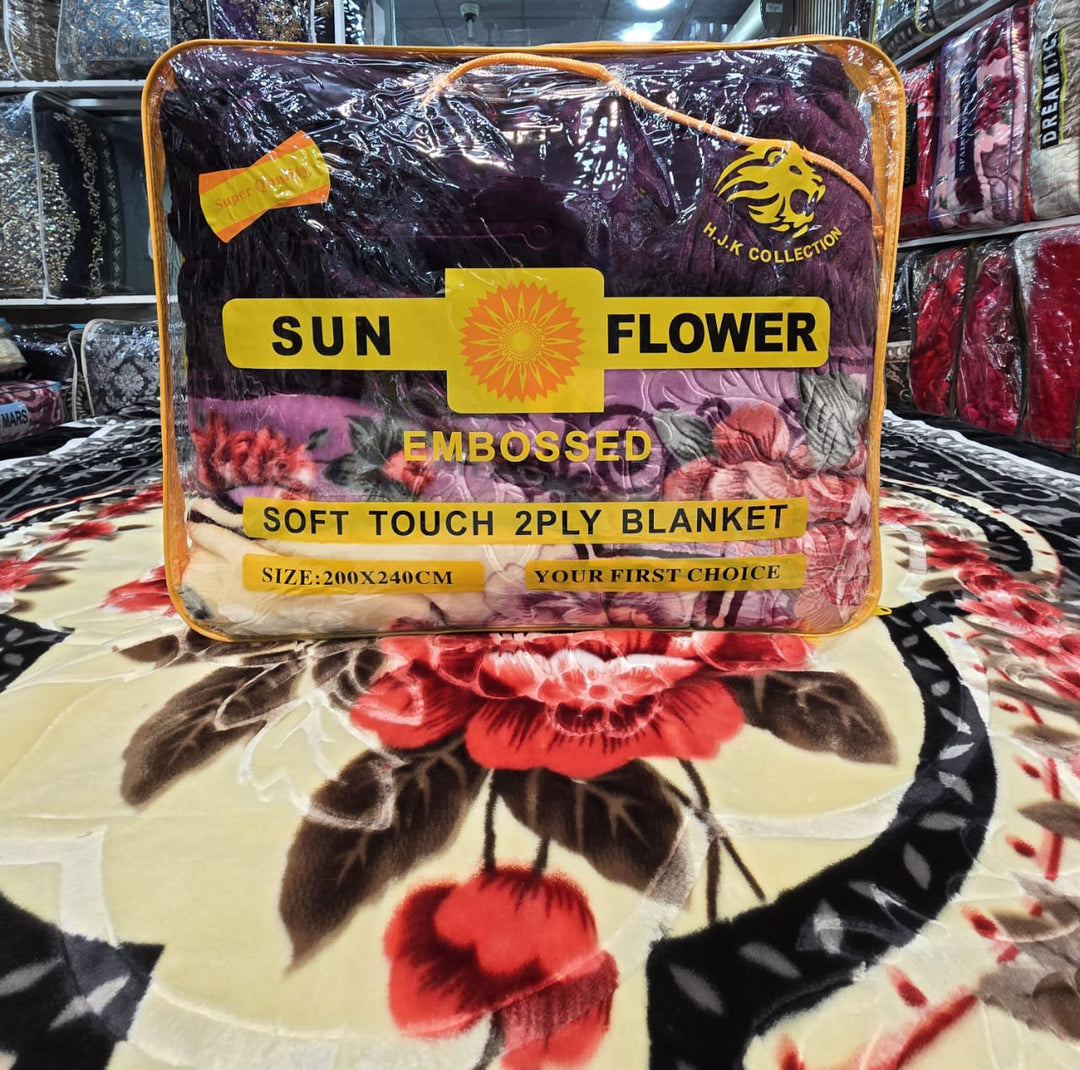 Super Quality
H.J.K COLLECTION
SUN FLOWER
EMBOSSED
SOFT TOUCH 2PLY BLANKET
SIZE:200X240CM
YOUR FIRST CHOICE
MARS